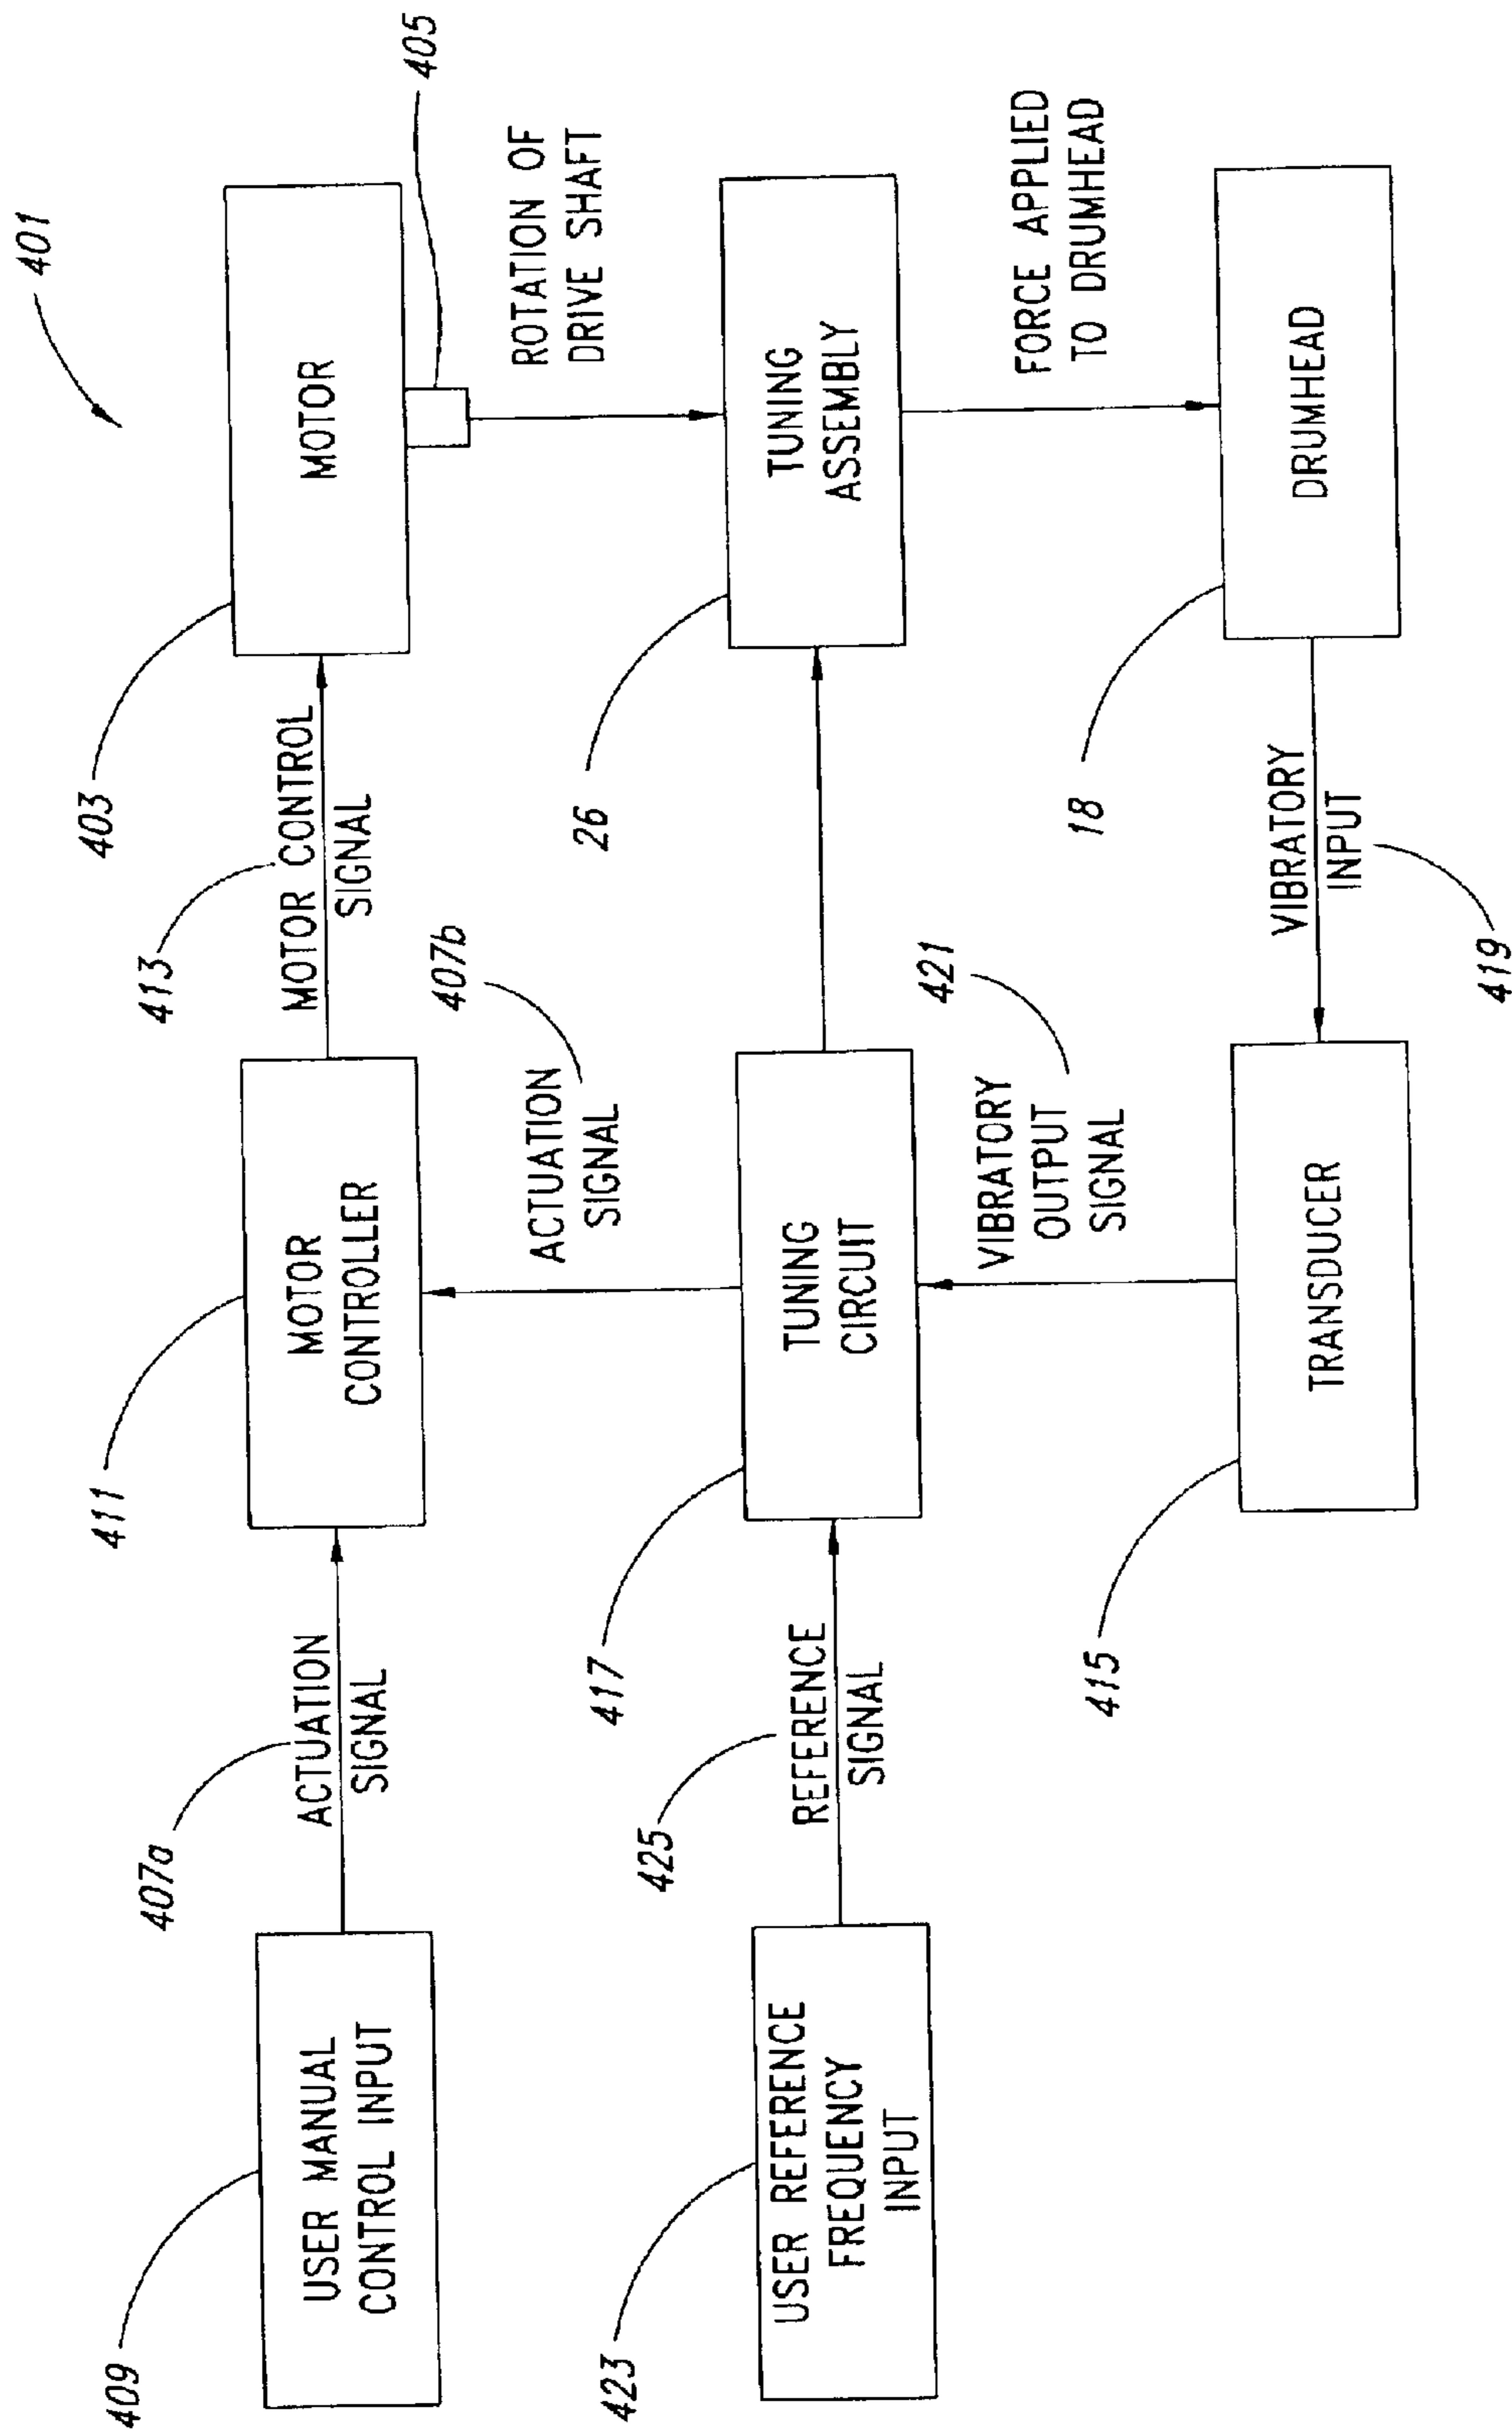 401
409
USER MANUAL
CONTROL INPUT
407a
ACTUATION
SIGNAL
411
MOTOR
CONTROLLER
413
MOTOR CONTROL
SIGNAL
403
MOTOR
405
407b
ACTUATION
SIGNAL
ROTATION OF
DRIVE SHAFT
423
USER REFERENCE
FREQUENCY
INPUT
425
REFERENCE
SIGNAL
417
TUNING
CIRCUIT
26
TUNING
ASSEMBLY
421
VIBRATORY
OUTPUT
SIGNAL
FORCE APPLIED
TO DRUMHEAD
415
TRANSDUCER
VIBRATORY
INPUT
419
18
DRUMHEAD